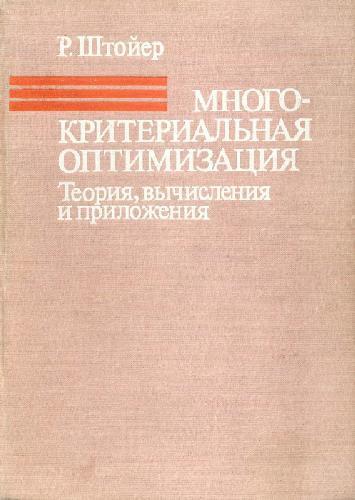 Р. Штойер
МНОГО-
КРИТЕРИАЛЬНАЯ
ОПТИМИЗАЦИЯ
Теория, вычисления
и приложения